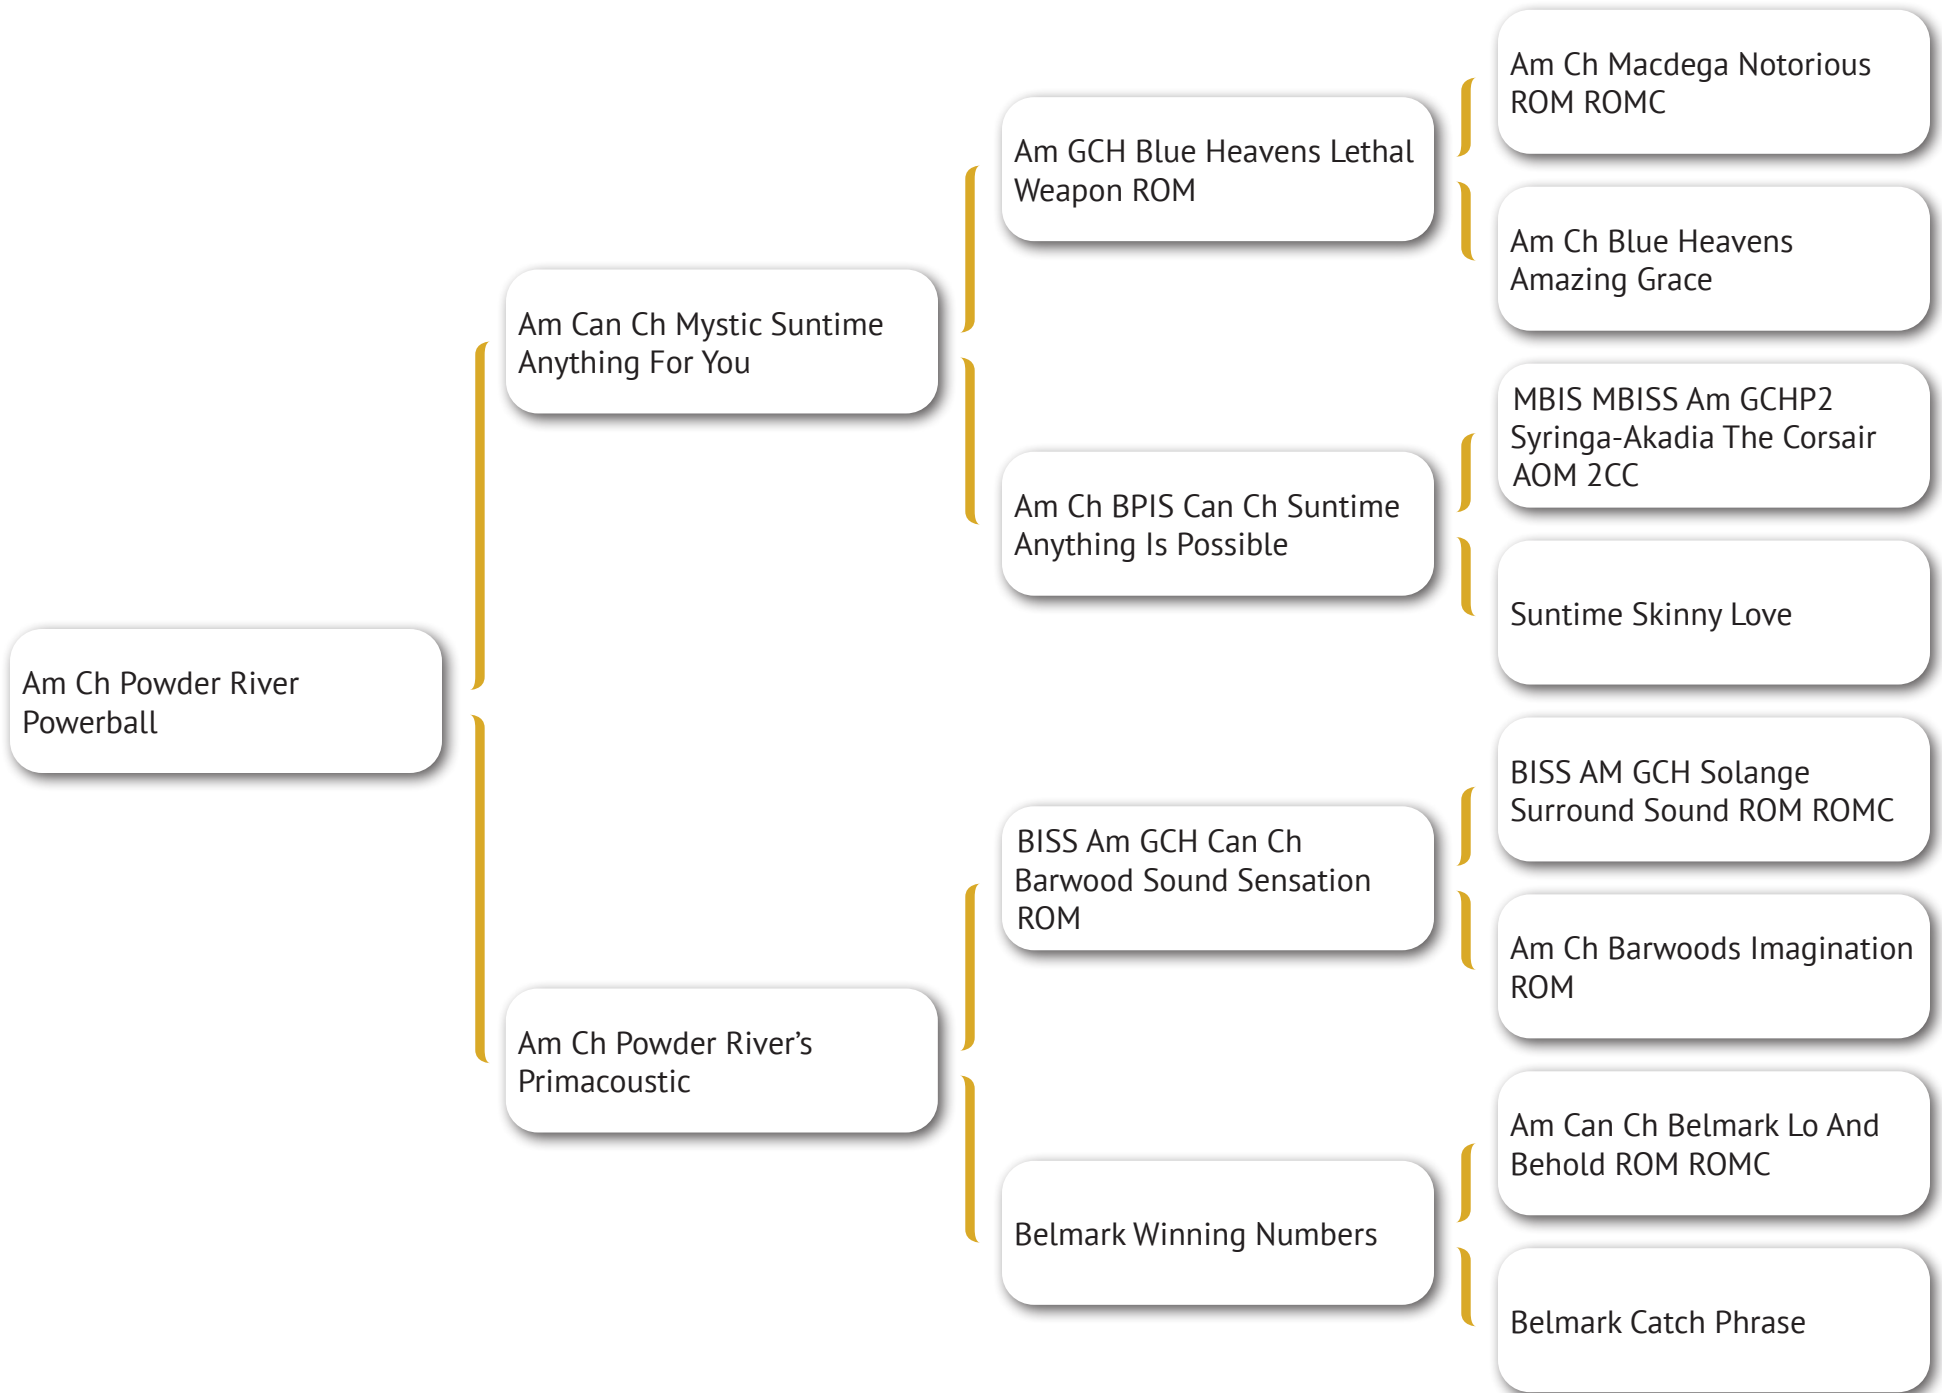 Am Ch Powder River
Powerball
Am Can Ch Mystic Suntime
Anything For You
Am Ch Powder River’s
Primacoustic
Am GCH Blue Heavens Lethal
Weapon ROM
Am Ch BPIS Can Ch Suntime
Anything Is Possible
BISS Am GCH Can Ch
Barwood Sound Sensation
ROM
Belmark Winning Numbers
Am Ch Macdega Notorious
ROM ROMC
Am Ch Blue Heavens
Amazing Grace
MBIS MBISS Am GCHP2
Syringa-Akadia The Corsair
AOM 2CC
Suntime Skinny Love
BISS AM GCH Solange
Surround Sound ROM ROMC
Am Ch Barwoods Imagination
ROM
Am Can Ch Belmark Lo And
Behold ROM ROMC
Belmark Catch Phrase